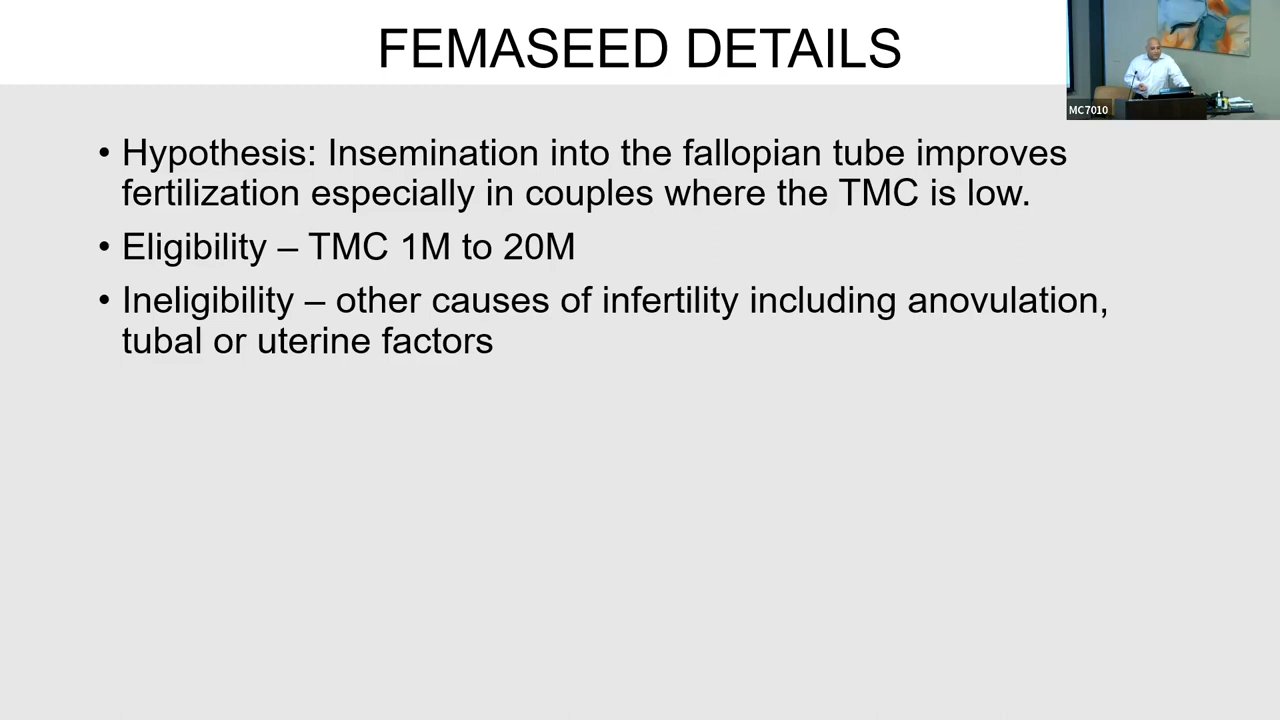 FEMASEED DETAILS
MC7010
• Hypothesis: Insemination into the fallopian tube improves
fertilization especially in couples where the TMC is low.
• Eligibility – TMC 1M to 20M
• Ineligibility – other causes of infertility including anovulation,
tubal or uterine factors